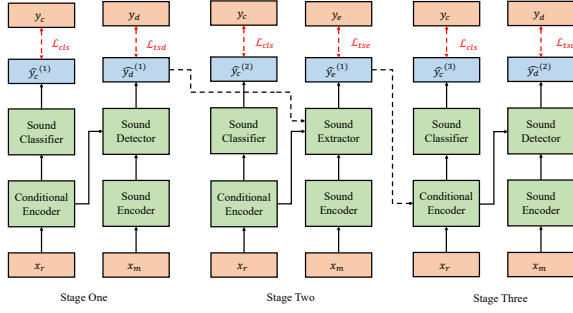 y_c y_d y_c y_e y_c y_d
ℒ_cls ℒ_tsd ℒ_cls ℒ_tse ℒ_cls ℒ_tsd
ŷ_c^(1) ŷ_d^(1) ŷ_c^(2) ŷ_e^(1) ŷ_c^(3) ŷ_d^(2)
Sound Classifier Sound Detector Sound Classifier Sound Extractor Sound Classifier Sound Detector
Conditional Encoder Sound Encoder Conditional Encoder Sound Encoder Conditional Encoder Sound Encoder
x_r x_m x_r x_m x_r x_m
Stage One Stage Two Stage Three